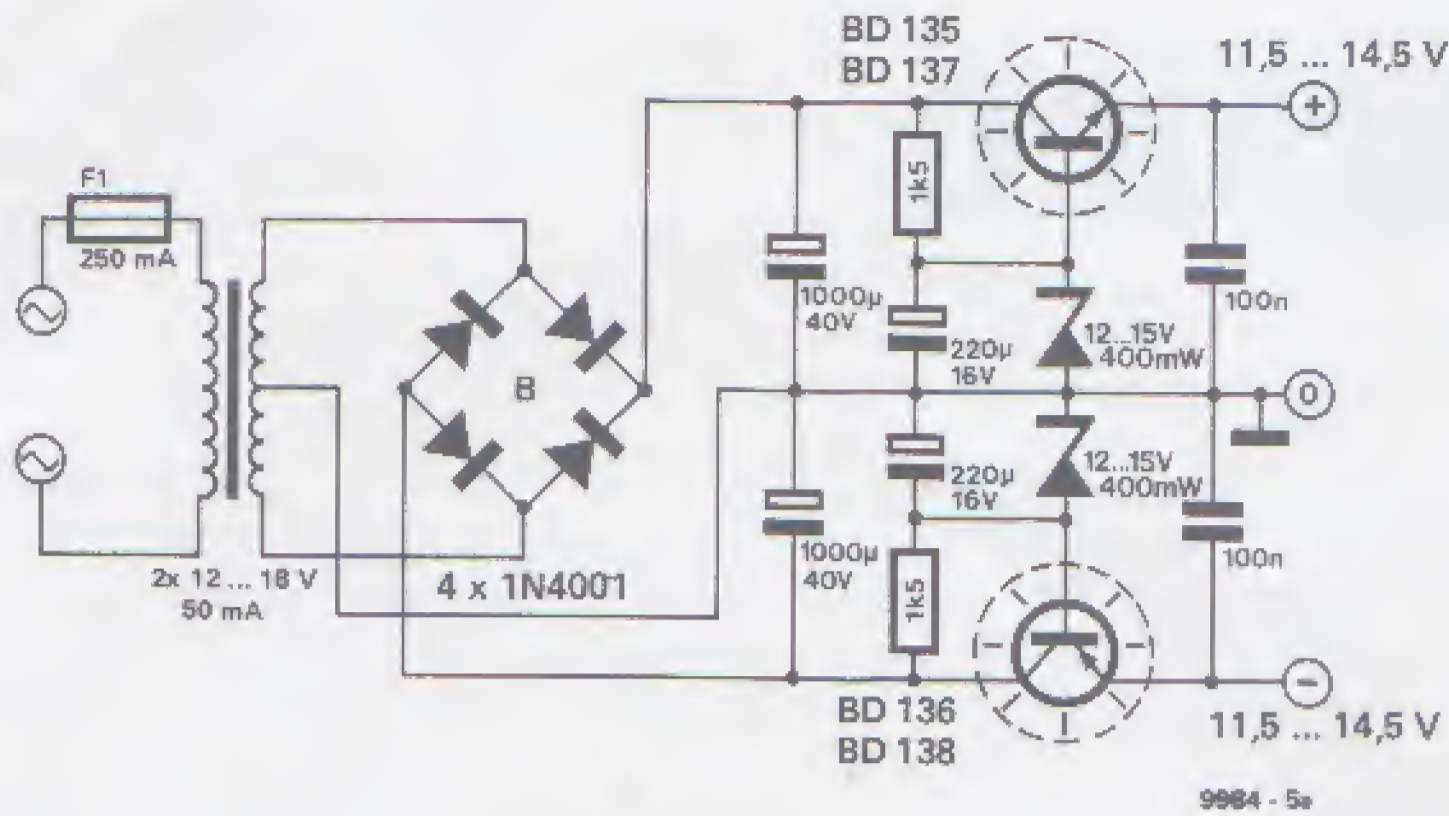 BD 135
BD 137
11,5 ... 14,5 V
+
F1
250 mA
1k5
1000µ
40V
220µ
16V
12...15V
400mW
100n
B
0
220µ
16V
12...15V
400mW
1000µ
40V
1k5
100n
2x 12 ... 18 V
50 mA
4 x 1N4001
BD 136
BD 138
–
11,5 ... 14,5 V
9984 - 5a